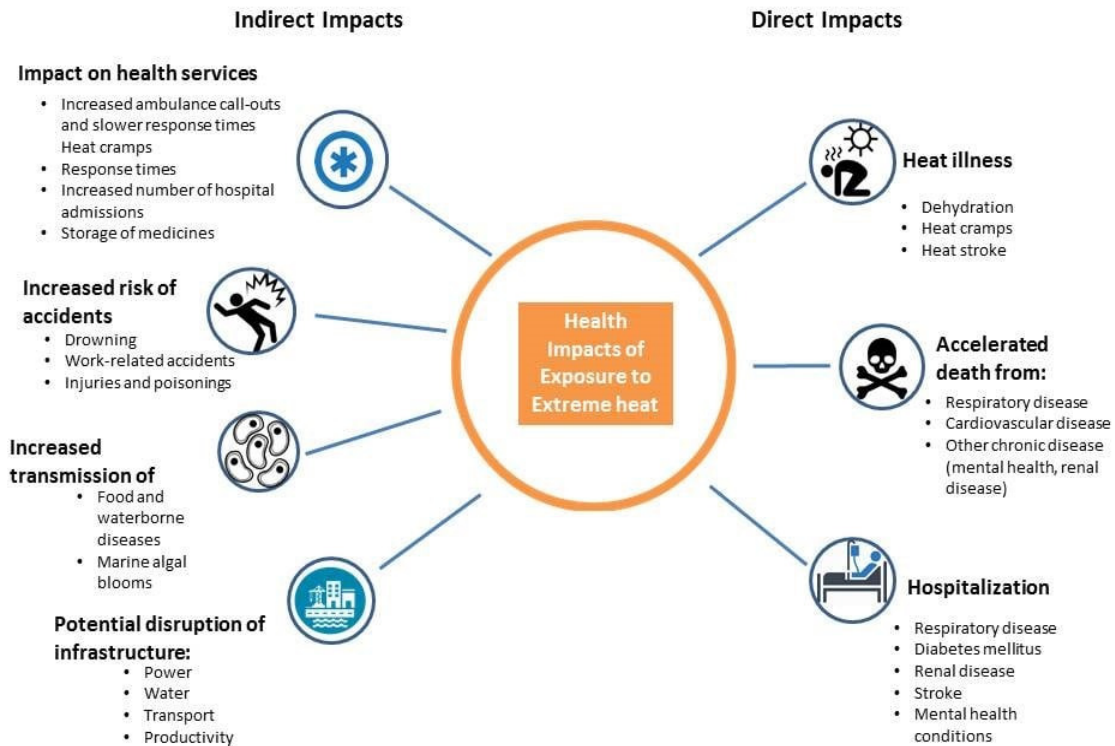 Indirect Impacts
Impact on health services
• Increased ambulance call-outs
and slower response times
Heat cramps
• Response times
• Increased number of hospital
admissions
• Storage of medicines
Increased risk of
accidents
• Drowning
• Work-related accidents
• Injuries and poisonings
Increased
transmission of
• Food and
waterborne
diseases
• Marine algal
blooms
Potential disruption of
infrastructure:
• Power
• Water
• Transport
• Productivity
Health
Impacts of
Exposure to
Extreme heat
Direct Impacts
Heat illness
• Dehydration
• Heat cramps
• Heat stroke
Accelerated
death from:
• Respiratory disease
• Cardiovascular disease
• Other chronic disease
(mental health, renal
disease)
Hospitalization
• Respiratory disease
• Diabetes mellitus
• Renal disease
• Stroke
• Mental health
conditions